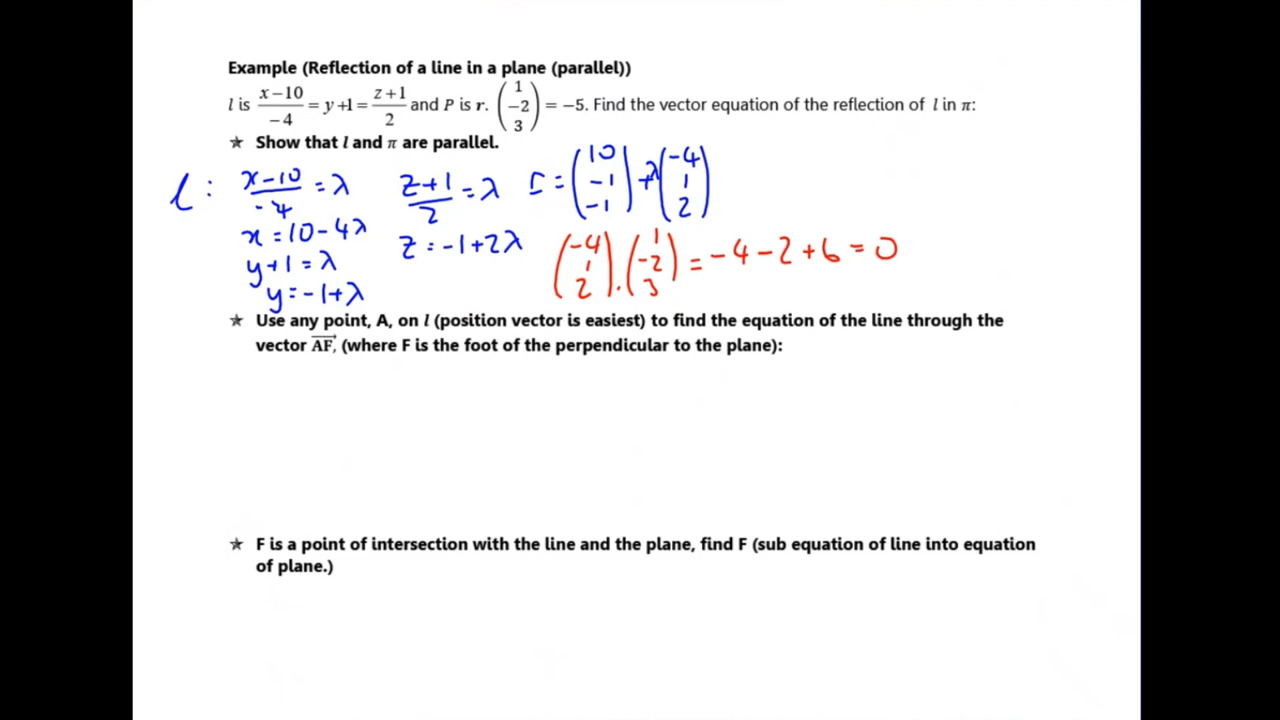 Example (Reflection of a line in a plane (parallel))
l is (x−10)/−4 = y+1 = (z+1)/2 and P is r. (1 −2 3) = −5. Find the vector equation of the reflection of l in π:
★ Show that l and π are parallel.
l : (x−10)/−4 = λ
x = 10 − 4λ
y + 1 = λ
y = −1 + λ
(z+1)/2 = λ
z = −1 + 2λ
r = (10 −1 −1) + λ(−4 1 2)
(−4 1 2) . (1 −2 3) = −4 − 2 + 6 = 0
★ Use any point, A, on l (position vector is easiest) to find the equation of the line through the
vector AF, (where F is the foot of the perpendicular to the plane):
★ F is a point of intersection with the line and the plane, find F (sub equation of line into equation
of plane.)